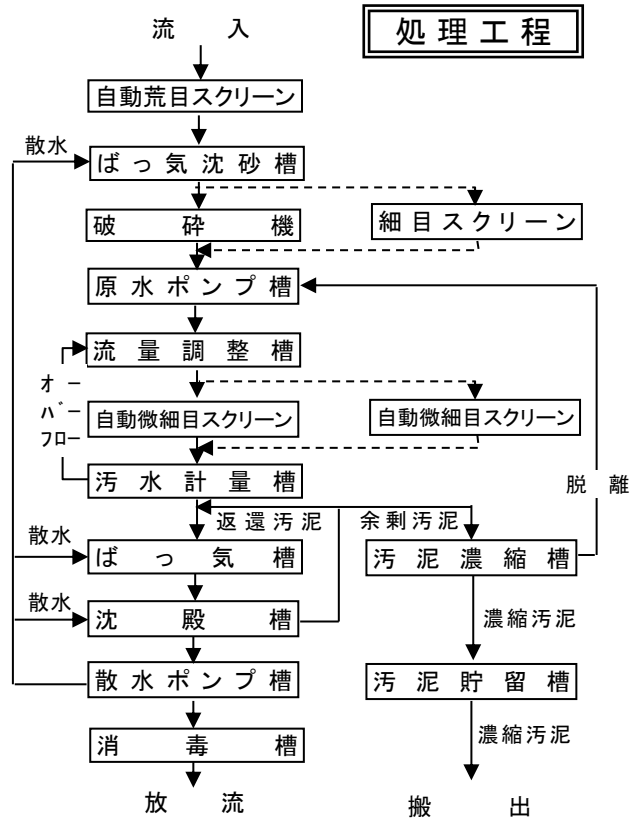 処理工程
流入
自動荒目スクリーン
散水
ばっ気沈砂槽
破砕機
細目スクリーン
原水ポンプ槽
流量調整槽
オー
バー
フロー
自動微細目スクリーン
自動微細目スクリーン
汚水計量槽
脱離
返還汚泥
余剰汚泥
散水
ばっ気槽
汚泥濃縮槽
散水
沈殿槽
濃縮汚泥
散水ポンプ槽
汚泥貯留槽
消毒槽
濃縮汚泥
放流
搬出